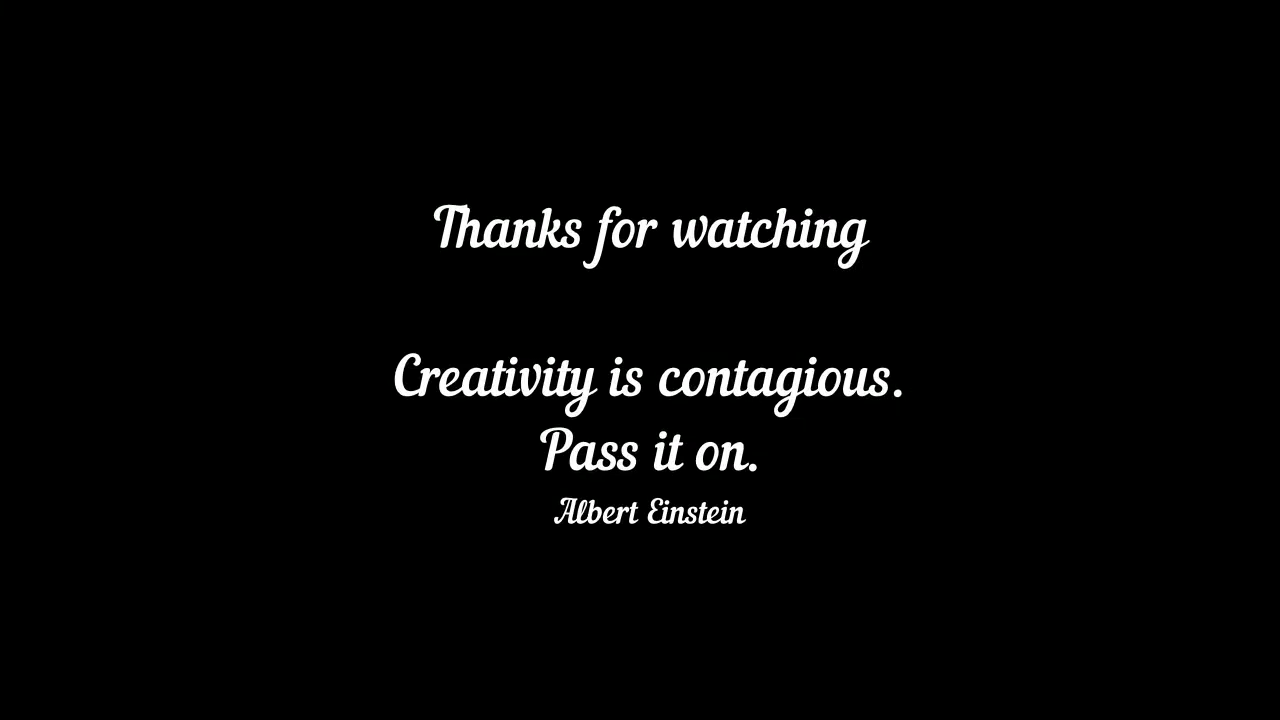 Thanks for watching
Creativity is contagious.
Pass it on.
Albert Einstein